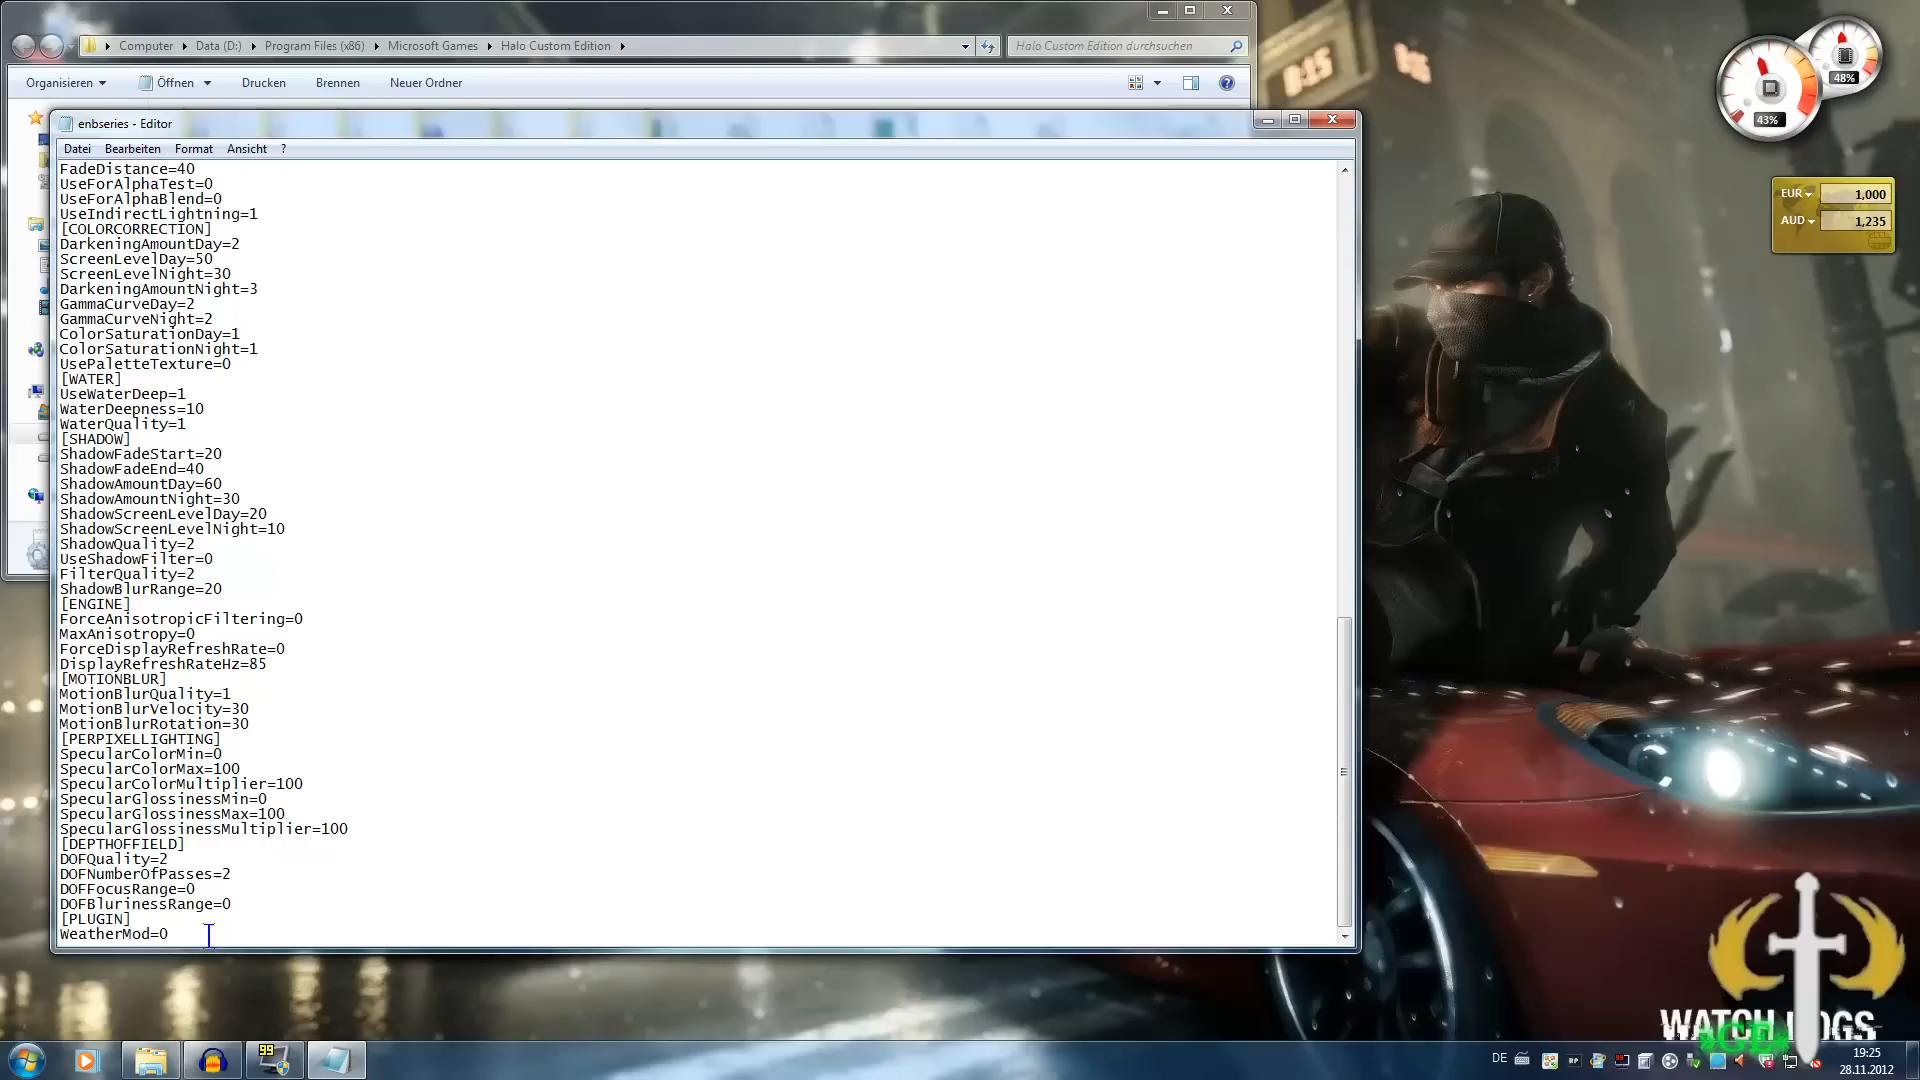 Computer Data (D:) Program Files (x86) Microsoft Games Halo Custom Edition
Halo Custom Edition durchsuchen
Organisieren Öffnen Drucken Brennen Neuer Ordner
48%
43%
enbseries - Editor
Datei Bearbeiten Format Ansicht ?
FadeDistance=40
UseForAlphaTest=0
UseForAlphaBlend=0
UseIndirectLightning=1
[COLORCORRECTION]
DarkeningAmountDay=2
ScreenLevelDay=50
ScreenLevelNight=30
DarkeningAmountNight=3
GammaCurveDay=2
GammaCurveNight=2
ColorSaturationDay=1
ColorSaturationNight=1
UsePaletteTexture=0
[WATER]
UseWaterDeep=1
WaterDeepness=10
WaterQuality=1
[SHADOW]
ShadowFadeStart=20
ShadowFadeEnd=40
ShadowAmountDay=60
ShadowAmountNight=30
ShadowScreenLevelDay=20
ShadowScreenLevelNight=10
ShadowQuality=2
UseShadowFilter=0
FilterQuality=2
ShadowBlurRange=20
[ENGINE]
ForceAnisotropicFiltering=0
MaxAnisotropy=0
ForceDisplayRefreshRate=0
DisplayRefreshRateHz=85
[MOTIONBLUR]
MotionBlurQuality=1
MotionBlurVelocity=30
MotionBlurRotation=30
[PERPIXELLIGHTING]
SpecularColorMin=0
SpecularColorMax=100
SpecularColorMultiplier=100
SpecularGlossinessMin=0
SpecularGlossinessMax=100
SpecularGlossinessMultiplier=100
[DEPTHOFFIELD]
DOFQuality=2
DOFNumberOfPasses=2
DOFFocusRange=0
DOFBlurinessRange=0
[PLUGIN]
WeatherMod=0
EUR 1,000
AUD 1,235
8:15
WATCH DOGS
GE
99
DE
19:25
28.11.2012